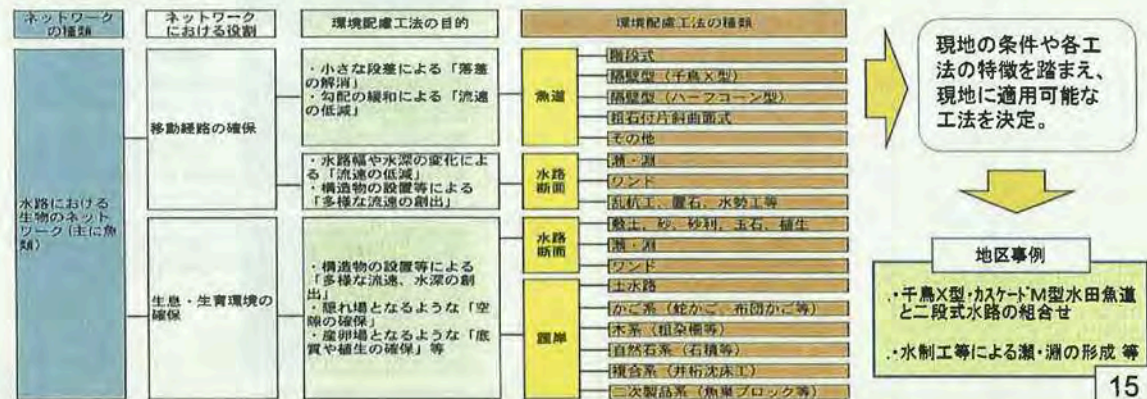 ネットワーク
の種類
ネットワーク
における役割
環境配慮工法の目的
環境配慮工法の種類
水路における
生物のネット
ワーク(主に魚
類)
移動経路の確保
・小さな段差による「落差
の解消」
・勾配の緩和による「流速
の低減」
魚道
階段式
隔壁型（千鳥X型）
隔壁型（ハーフコーン型）
粗石付片斜曲面式
その他
・水路幅や水深の変化によ
る「流速の低減」
・構造物の設置等による
「多様な流速の創出」
水路
断面
瀬・淵
ワンド
乱杭工、置石、水勢工等
生息・生育環境の
確保
・構造物の設置等による
「多様な流速、水深の創
出」
・隠れ場となるような「空
隙の確保」
・産卵場となるような「底
質や植生の確保」等
水路
断面
敷土、砂、砂利、玉石、植生
瀬・淵
ワンド
護岸
土水路
かご系（蛇かご、布団かご等）
木系（粗朶柵等）
自然石系（石積等）
複合系（井桁沈床工）
二次製品系（魚巣ブロック等）
現地の条件や各工
法の特徴を踏まえ、
現地に適用可能な
工法を決定。
地区事例
・千鳥X型・カスケードM型水田魚道
と二段式水路の組合せ
・水制工等による瀬・淵の形成 等
15